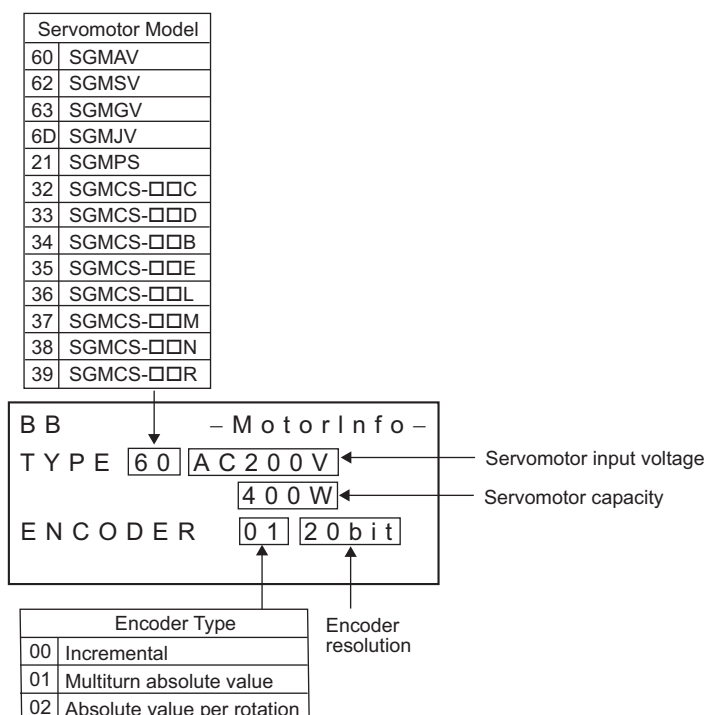 Servomotor Model
60 SGMAV
62 SGMSV
63 SGMGV
6D SGMJV
21 SGMPS
32 SGMCS-□□C
33 SGMCS-□□D
34 SGMCS-□□B
35 SGMCS-□□E
36 SGMCS-□□L
37 SGMCS-□□M
38 SGMCS-□□N
39 SGMCS-□□R
BB −MotorInfo−
TYPE 60 AC200V
Servomotor input voltage
400W
Servomotor capacity
ENCODER 01 20bit
Encoder Type
00 Incremental
01 Multiturn absolute value
02 Absolute value per rotation
Encoder
resolution